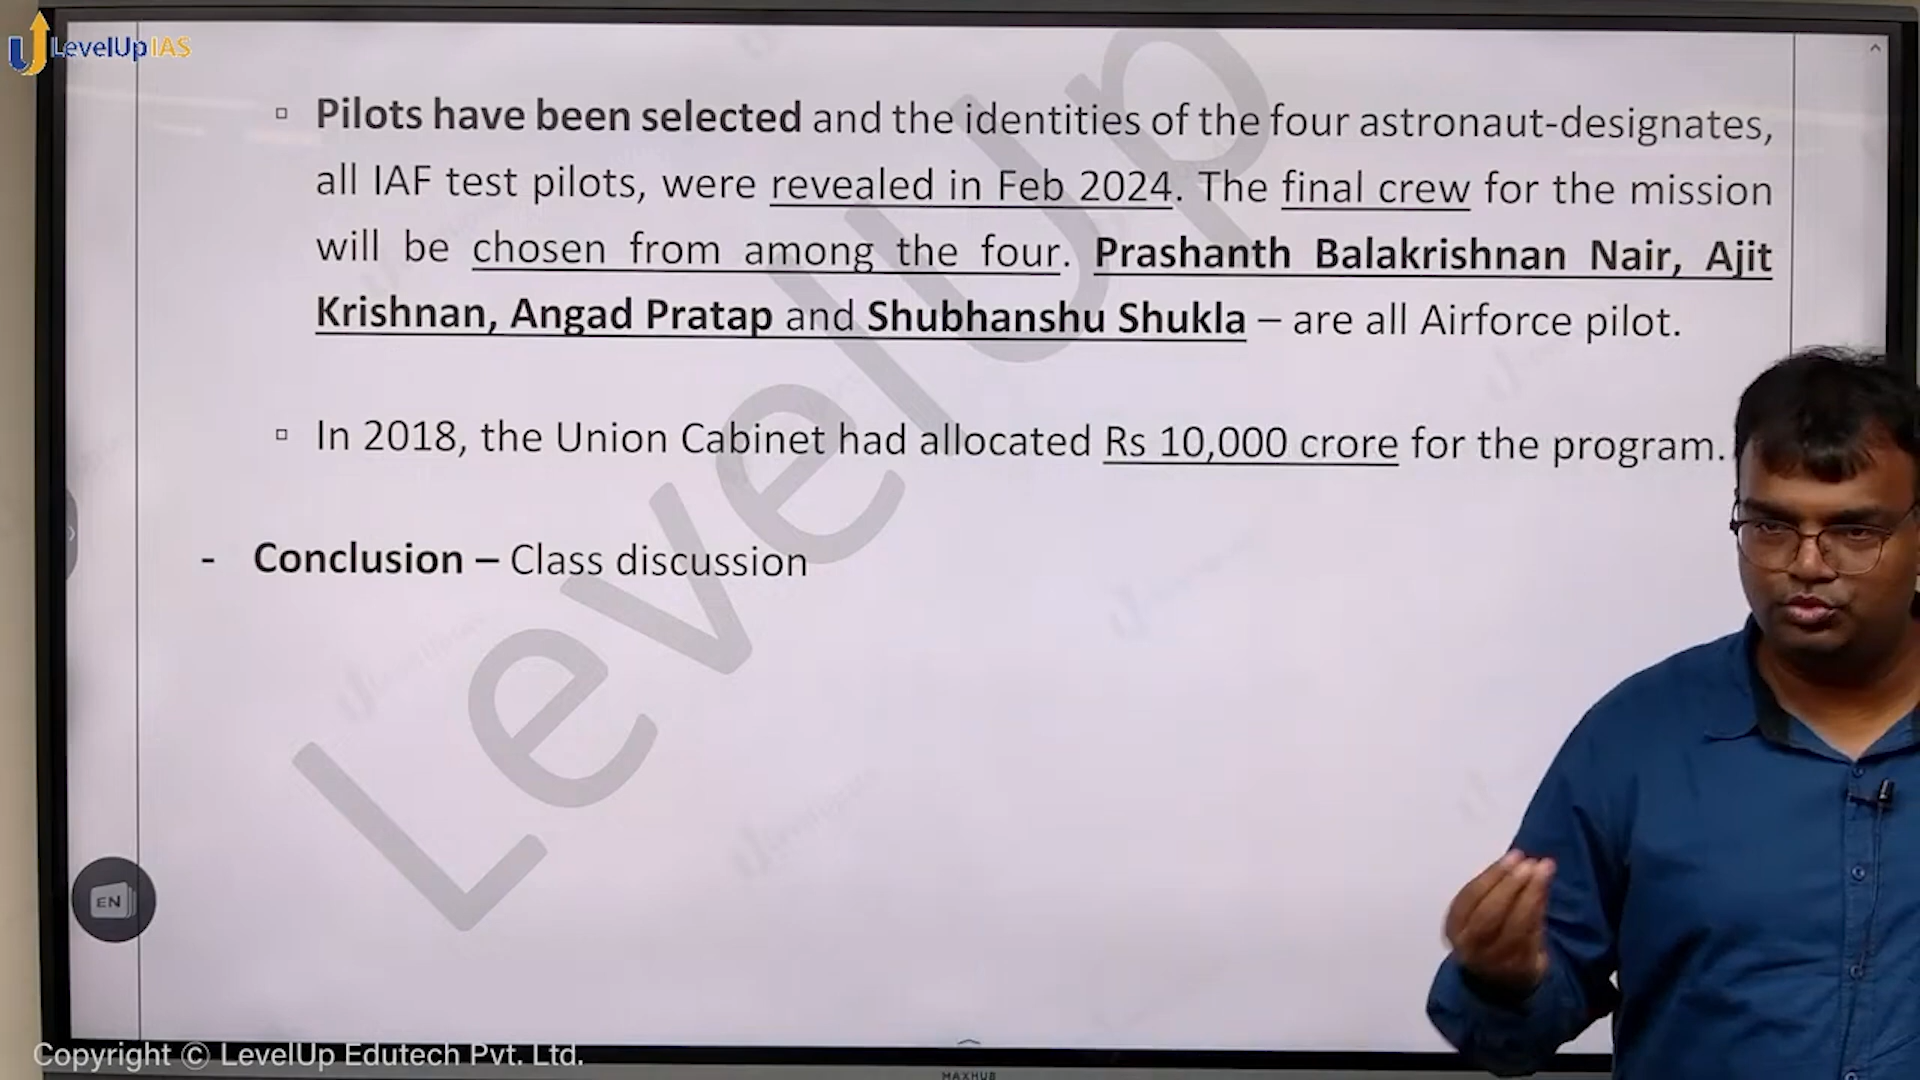 LevelUp IAS
▫ Pilots have been selected and the identities of the four astronaut-designates,
all IAF test pilots, were revealed in Feb 2024. The final crew for the mission
will be chosen from among the four. Prashanth Balakrishnan Nair, Ajit
Krishnan, Angad Pratap and Shubhanshu Shukla – are all Airforce pilot.
▫ In 2018, the Union Cabinet had allocated Rs 10,000 crore for the program.
- Conclusion – Class discussion
LevelUp
EN
Copyright © LevelUp Edutech Pvt. Ltd.
MAXHUB